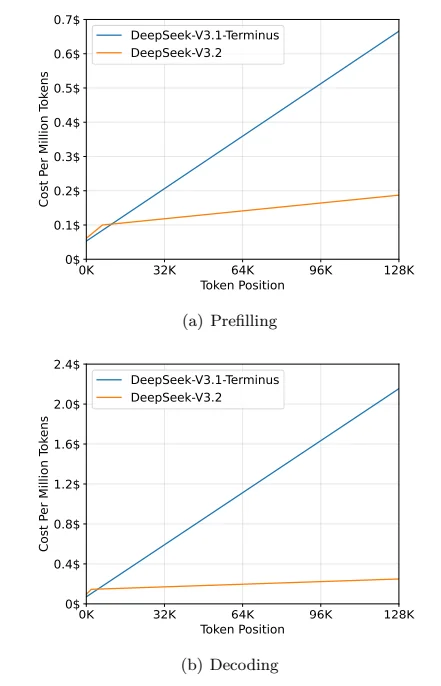 0.7$
0.6$
0.5$
0.4$
0.3$
0.2$
0.1$
0$
Cost Per Million Tokens
DeepSeek-V3.1-Terminus
DeepSeek-V3.2
0K 32K 64K 96K 128K
Token Position
(a) Prefilling
2.4$
2.0$
1.6$
1.2$
0.8$
0.4$
0$
Cost Per Million Tokens
DeepSeek-V3.1-Terminus
DeepSeek-V3.2
0K 32K 64K 96K 128K
Token Position
(b) Decoding